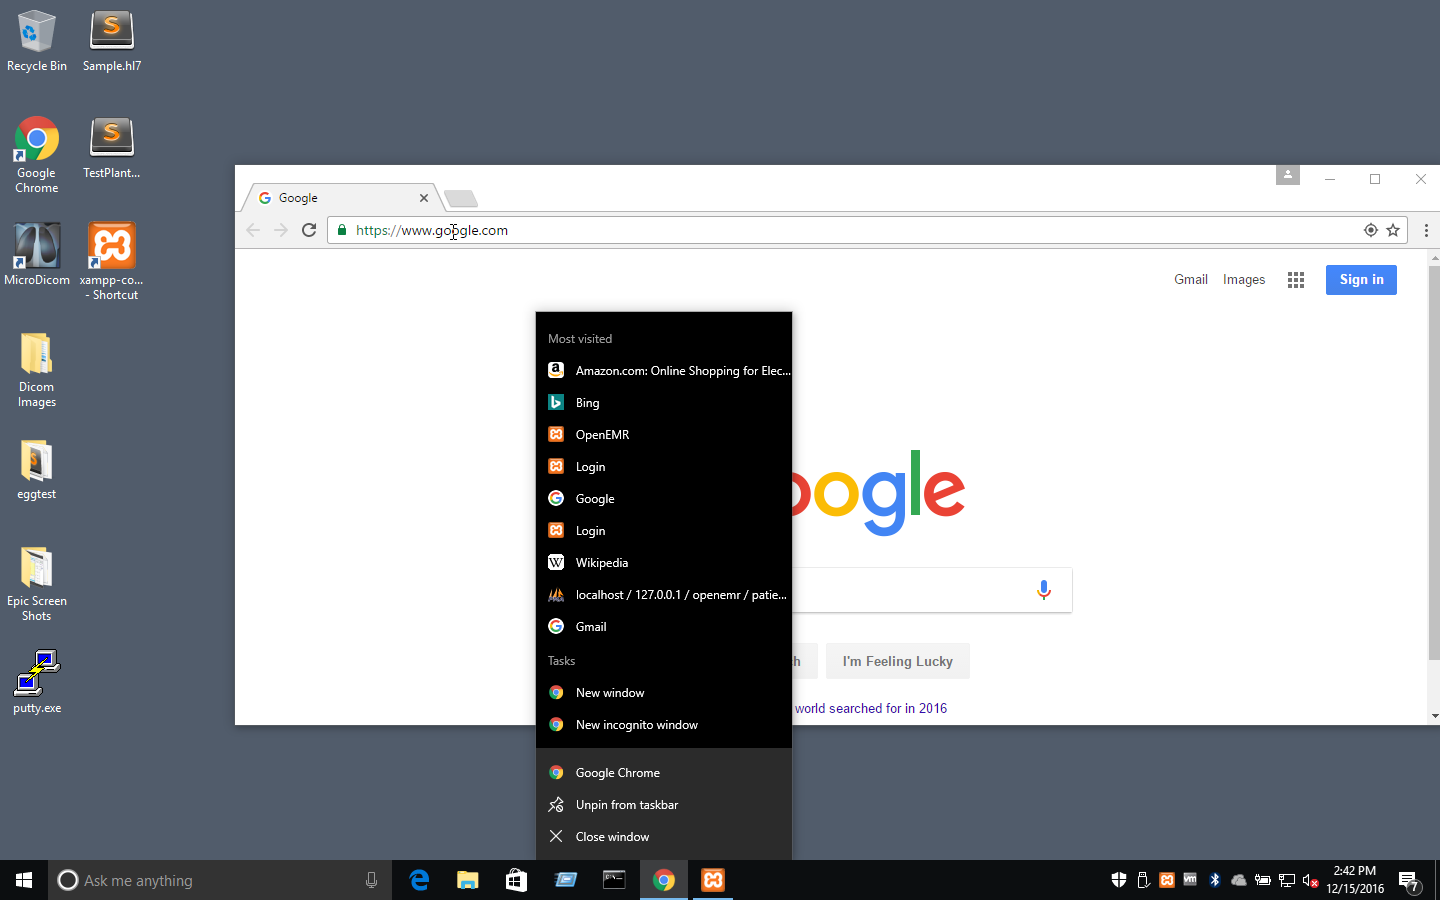 Recycle Bin
Sample.hl7
Google
Chrome
TestPlant...
MicroDicom
xampp-co...
- Shortcut
Dicom
Images
eggtest
Epic Screen
Shots
putty.exe
Google
https://www.google.com
Gmail
Images
Sign in
Most visited
Amazon.com: Online Shopping for Elec...
Bing
OpenEMR
Login
Google
Login
Wikipedia
localhost / 127.0.0.1 / openemr / patie...
Gmail
Tasks
New window
New incognito window
Google Chrome
Unpin from taskbar
Close window
ogle
h
I'm Feeling Lucky
world searched for in 2016
Ask me anything
2:42 PM
12/15/2016
7